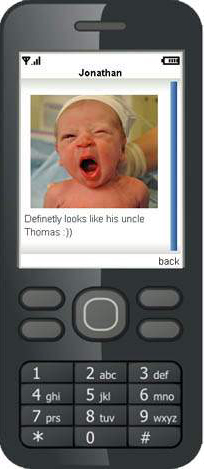 Jonathan
Definetly looks like his uncle
Thomas :))
back
1 2 abc 3 def
4 ghi 5 jkl 6 mno
7 prs 8 tuv 9 wxyz
* 0 #